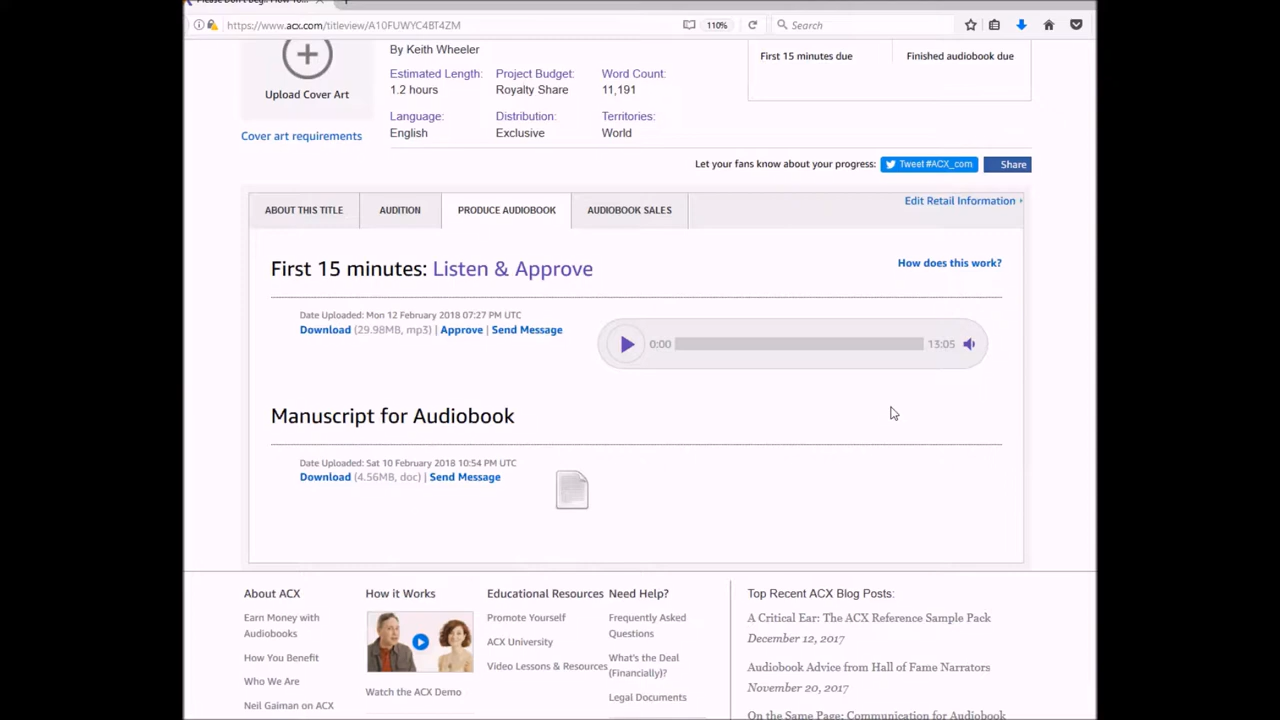 Please Don't Beg!: How To...
https://www.acx.com/titleview/A10FUWYC4BT4ZM
110%
Search
By Keith Wheeler
Estimated Length:
Project Budget:
Word Count:
1.2 hours
Royalty Share
11,191
Language:
Distribution:
Territories:
English
Exclusive
World
Upload Cover Art
Cover art requirements
First 15 minutes due
Finished audiobook due
Let your fans know about your progress:
Tweet #ACX_com
Share
ABOUT THIS TITLE
AUDITION
PRODUCE AUDIOBOOK
AUDIOBOOK SALES
Edit Retail Information
First 15 minutes: Listen & Approve
How does this work?
Date Uploaded: Mon 12 February 2018 07:27 PM UTC
Download (29.98MB, mp3) | Approve | Send Message
0:00
13:05
Manuscript for Audiobook
Date Uploaded: Sat 10 February 2018 10:54 PM UTC
Download (4.56MB, doc) | Send Message
About ACX
Earn Money with
Audiobooks
How You Benefit
Who We Are
Neil Gaiman on ACX
How it Works
Watch the ACX Demo
Educational Resources
Promote Yourself
ACX University
Video Lessons & Resources
Need Help?
Frequently Asked
Questions
What's the Deal
(Financially)?
Legal Documents
Top Recent ACX Blog Posts:
A Critical Ear: The ACX Reference Sample Pack
December 12, 2017
Audiobook Advice from Hall of Fame Narrators
November 20, 2017
On the Same Page: Communication for Audiobook